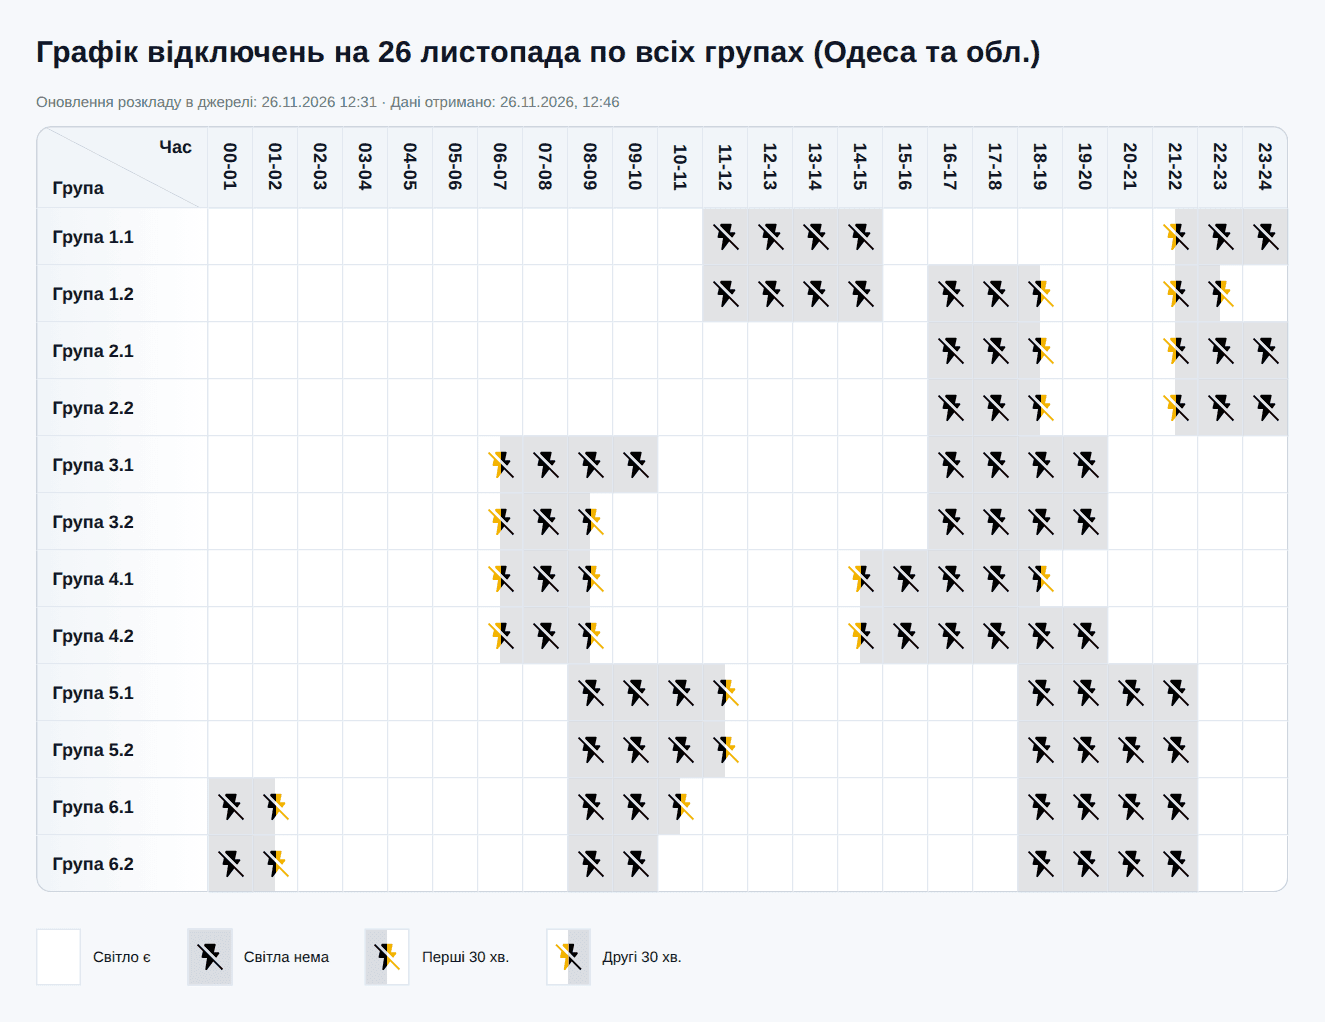 Графік відключень на 26 листопада по всіх групах (Одеса та обл.)
Оновлення розкладу в джерелі: 26.11.2026 12:31 · Дані отримано: 26.11.2026, 12:46
Час
Група
00-01 01-02 02-03 03-04 04-05 05-06 06-07 07-08 08-09 09-10 10-11 11-12 12-13 13-14 14-15 15-16 16-17 17-18 18-19 19-20 20-21 21-22 22-23 23-24
Група 1.1
Група 1.2
Група 2.1
Група 2.2
Група 3.1
Група 3.2
Група 4.1
Група 4.2
Група 5.1
Група 5.2
Група 6.1
Група 6.2
Світло є Світла нема Перші 30 хв. Другі 30 хв.